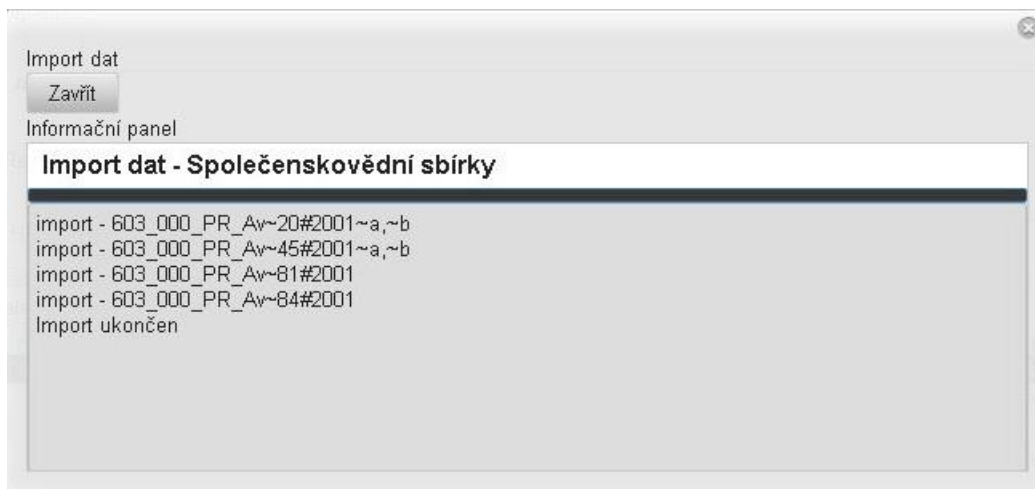 Import dat
Zavřít
Informační panel
Import dat - Společenskovědní sbírky
import - 603_000_PR_Av~20#2001~a,~b
import - 603_000_PR_Av~45#2001~a,~b
import - 603_000_PR_Av~81#2001
import - 603_000_PR_Av~84#2001
Import ukončen